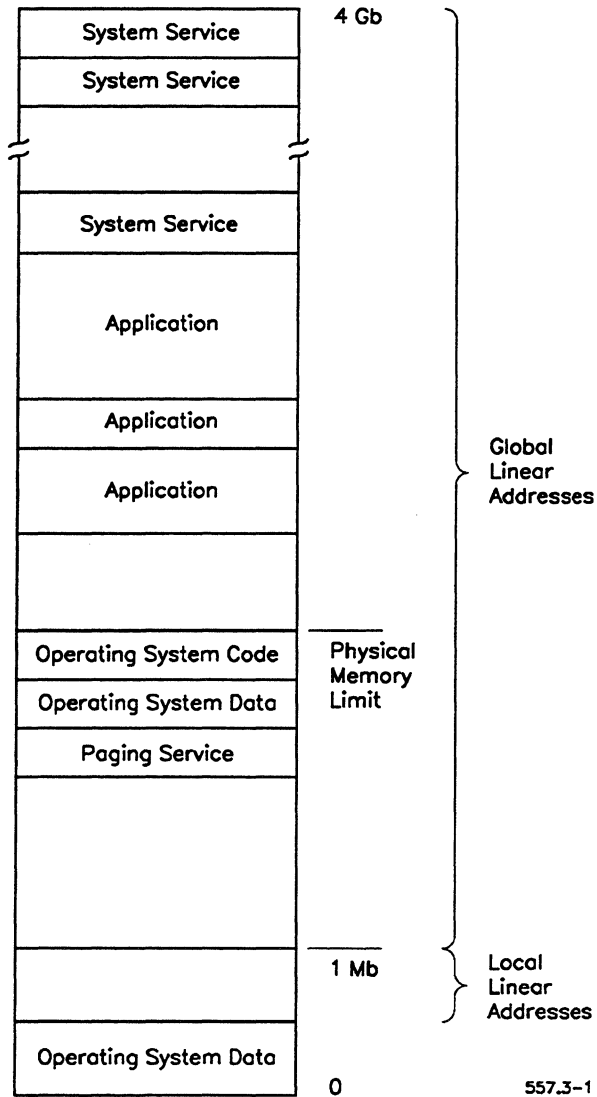 System Service
4 Gb
System Service
System Service
Application
Application
Application
Global
Linear
Addresses
Operating System Code
Physical
Memory
Limit
Operating System Data
Paging Service
1 Mb
Local
Linear
Addresses
Operating System Data
0
557.3-1